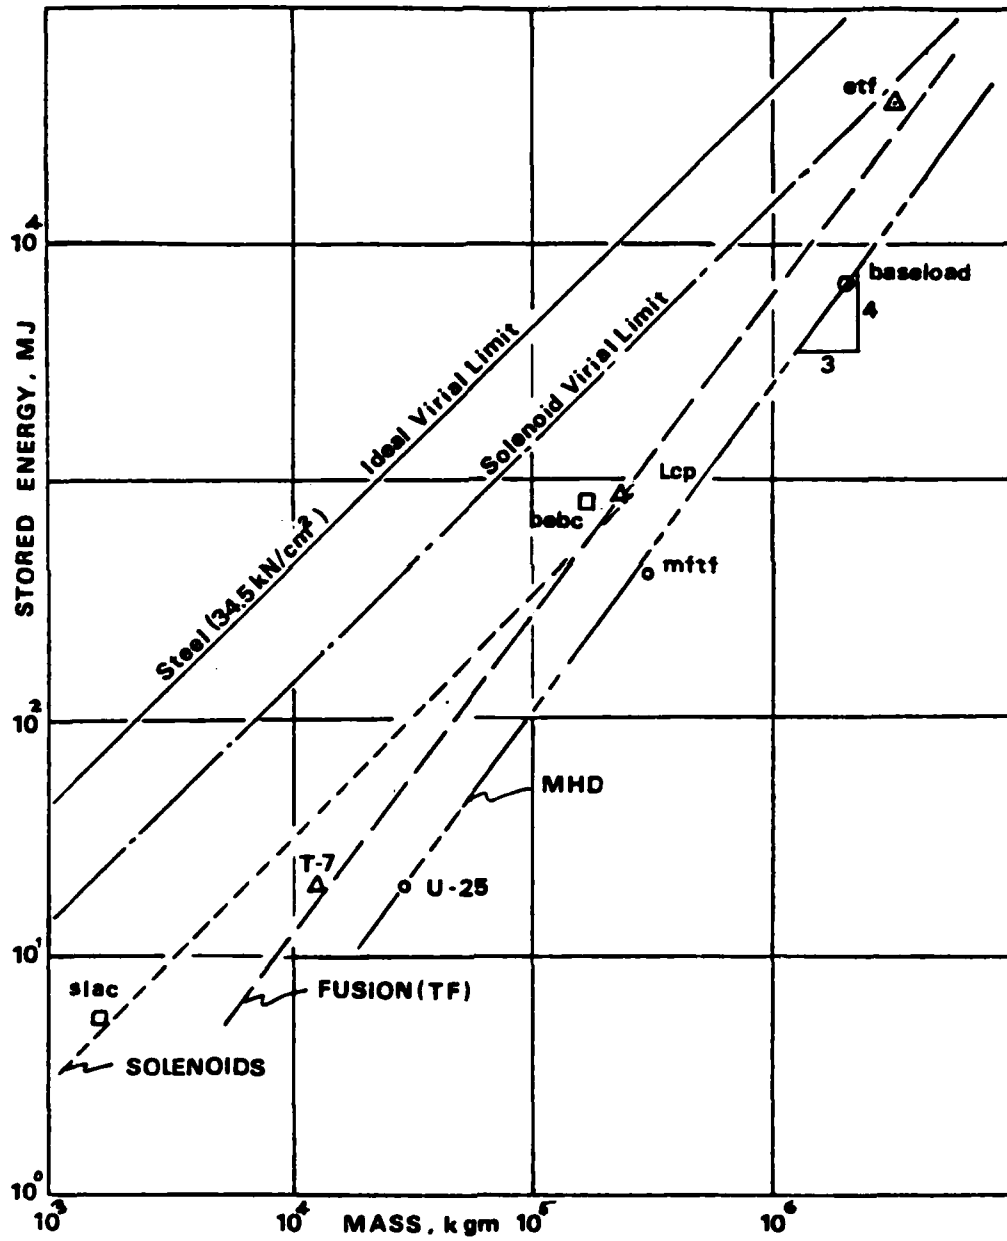 etf
10⁴
baseload
4
3
STORED ENERGY, MJ
Ideal Virial Limit
Solenoid Virial Limit
Steel (34.5 kN/cm²)
Lcp
bebc
mftf
10²
MHD
T-7
U-25
10¹
slac
FUSION(TF)
SOLENOIDS
10⁰
10³
MASS, kgm
10⁵
10⁶